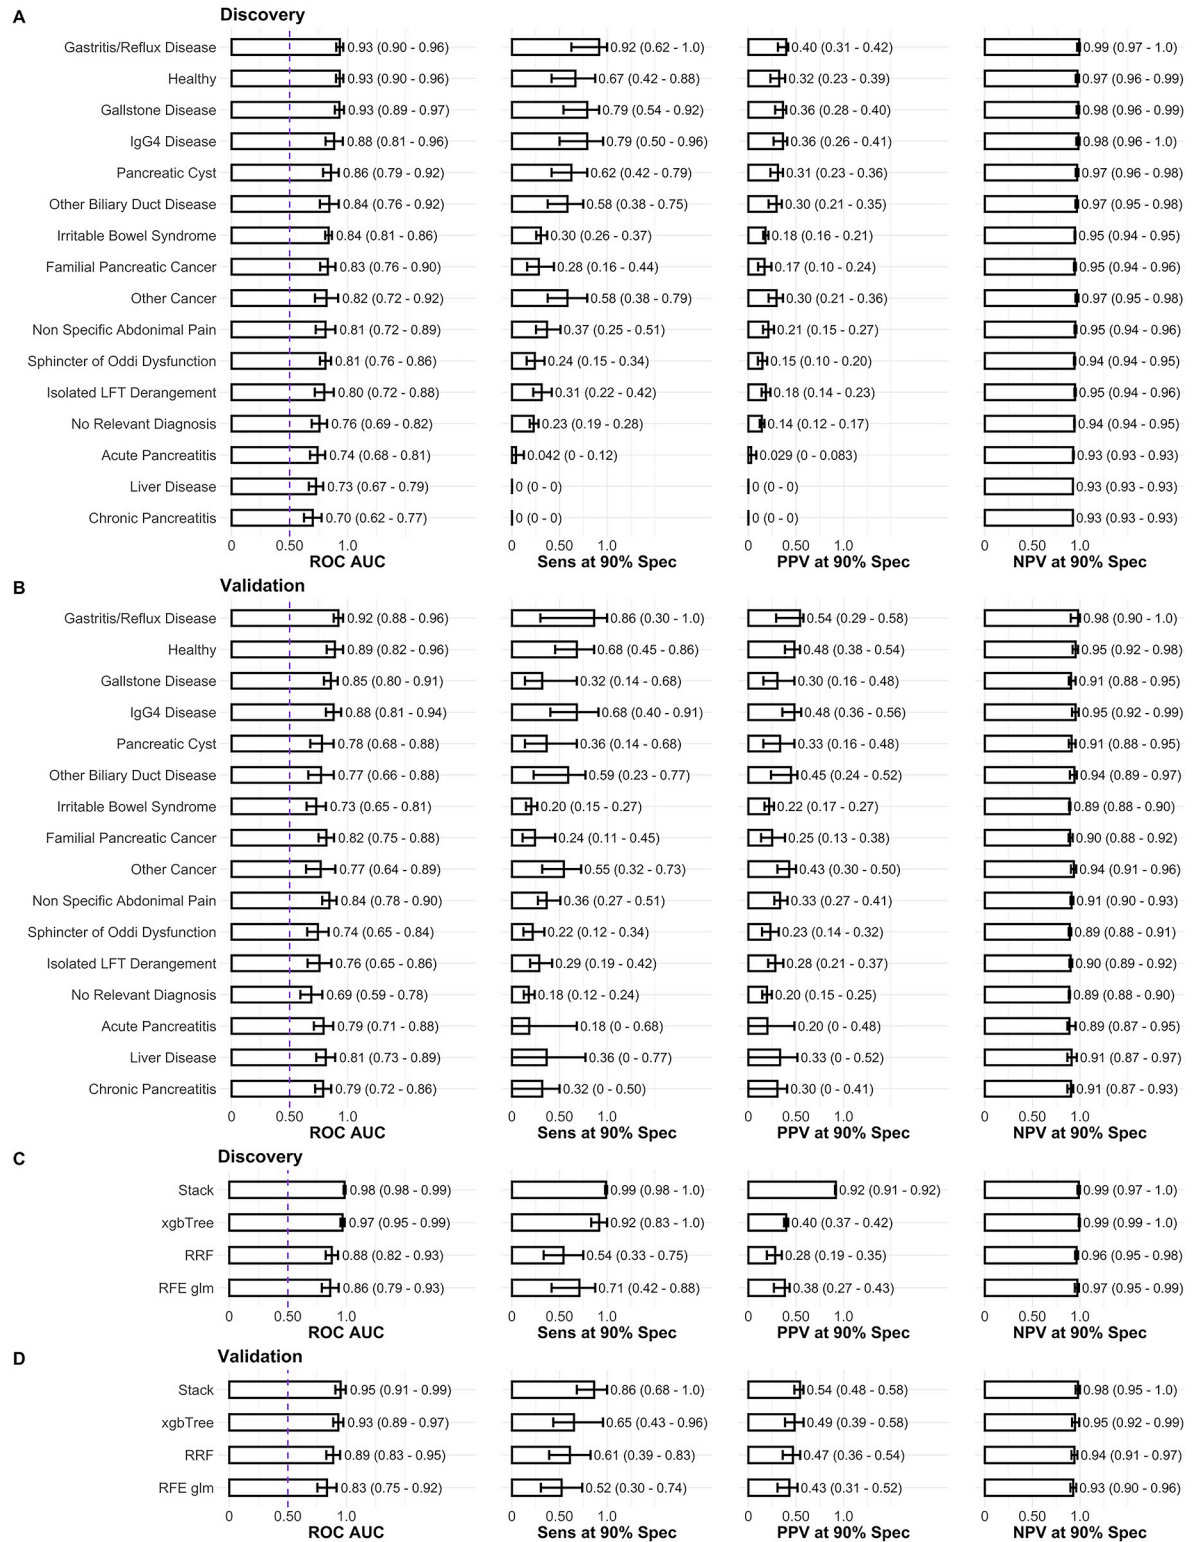 A
Discovery
Gastritis/Reflux Disease 0.93 (0.90 - 0.96) 0.92 (0.62 - 1.0) 0.40 (0.31 - 0.42) 0.99 (0.97 - 1.0)
Healthy 0.93 (0.90 - 0.96) 0.67 (0.42 - 0.88) 0.32 (0.23 - 0.39) 0.97 (0.96 - 0.99)
Gallstone Disease 0.93 (0.89 - 0.97) 0.79 (0.54 - 0.92) 0.36 (0.28 - 0.40) 0.98 (0.96 - 0.99)
IgG4 Disease 0.88 (0.81 - 0.96) 0.79 (0.50 - 0.96) 0.36 (0.26 - 0.41) 0.98 (0.96 - 1.0)
Pancreatic Cyst 0.86 (0.79 - 0.92) 0.62 (0.42 - 0.79) 0.31 (0.23 - 0.36) 0.97 (0.96 - 0.98)
Other Biliary Duct Disease 0.84 (0.76 - 0.92) 0.58 (0.38 - 0.75) 0.30 (0.21 - 0.35) 0.97 (0.95 - 0.98)
Irritable Bowel Syndrome 0.84 (0.81 - 0.86) 0.30 (0.26 - 0.37) 0.18 (0.16 - 0.21) 0.95 (0.94 - 0.95)
Familial Pancreatic Cancer 0.83 (0.76 - 0.90) 0.28 (0.16 - 0.44) 0.17 (0.10 - 0.24) 0.95 (0.94 - 0.96)
Other Cancer 0.82 (0.72 - 0.92) 0.58 (0.38 - 0.79) 0.30 (0.21 - 0.36) 0.97 (0.95 - 0.98)
Non Specific Abdonimal Pain 0.81 (0.72 - 0.89) 0.37 (0.25 - 0.51) 0.21 (0.15 - 0.27) 0.95 (0.94 - 0.96)
Sphincter of Oddi Dysfunction 0.81 (0.76 - 0.86) 0.24 (0.15 - 0.34) 0.15 (0.10 - 0.20) 0.94 (0.94 - 0.95)
Isolated LFT Derangement 0.80 (0.72 - 0.88) 0.31 (0.22 - 0.42) 0.18 (0.14 - 0.23) 0.95 (0.94 - 0.96)
No Relevant Diagnosis 0.76 (0.69 - 0.82) 0.23 (0.19 - 0.28) 0.14 (0.12 - 0.17) 0.94 (0.94 - 0.95)
Acute Pancreatitis 0.74 (0.68 - 0.81) 0.042 (0 - 0.12) 0.029 (0 - 0.083) 0.93 (0.93 - 0.93)
Liver Disease 0.73 (0.67 - 0.79) 0 (0 - 0) 0 (0 - 0) 0.93 (0.93 - 0.93)
Chronic Pancreatitis 0.70 (0.62 - 0.77) 0 (0 - 0) 0 (0 - 0) 0.93 (0.93 - 0.93)
0 0.50 1.0 0 0.50 1.0 0 0.50 1.0 0 0.50 1.0
ROC AUC Sens at 90% Spec PPV at 90% Spec NPV at 90% Spec
B
Validation
Gastritis/Reflux Disease 0.92 (0.88 - 0.96) 0.86 (0.30 - 1.0) 0.54 (0.29 - 0.58) 0.98 (0.90 - 1.0)
Healthy 0.89 (0.82 - 0.96) 0.68 (0.45 - 0.86) 0.48 (0.38 - 0.54) 0.95 (0.92 - 0.98)
Gallstone Disease 0.85 (0.80 - 0.91) 0.32 (0.14 - 0.68) 0.30 (0.16 - 0.48) 0.91 (0.88 - 0.95)
IgG4 Disease 0.88 (0.81 - 0.94) 0.68 (0.40 - 0.91) 0.48 (0.36 - 0.56) 0.95 (0.92 - 0.99)
Pancreatic Cyst 0.78 (0.68 - 0.88) 0.36 (0.14 - 0.68) 0.33 (0.16 - 0.48) 0.91 (0.88 - 0.95)
Other Biliary Duct Disease 0.77 (0.66 - 0.88) 0.59 (0.23 - 0.77) 0.45 (0.24 - 0.52) 0.94 (0.89 - 0.97)
Irritable Bowel Syndrome 0.73 (0.65 - 0.81) 0.20 (0.15 - 0.27) 0.22 (0.17 - 0.27) 0.89 (0.88 - 0.90)
Familial Pancreatic Cancer 0.82 (0.75 - 0.88) 0.24 (0.11 - 0.45) 0.25 (0.13 - 0.38) 0.90 (0.88 - 0.92)
Other Cancer 0.77 (0.64 - 0.89) 0.55 (0.32 - 0.73) 0.43 (0.30 - 0.50) 0.94 (0.91 - 0.96)
Non Specific Abdonimal Pain 0.84 (0.78 - 0.90) 0.36 (0.27 - 0.51) 0.33 (0.27 - 0.41) 0.91 (0.90 - 0.93)
Sphincter of Oddi Dysfunction 0.74 (0.65 - 0.84) 0.22 (0.12 - 0.34) 0.23 (0.14 - 0.32) 0.89 (0.88 - 0.91)
Isolated LFT Derangement 0.76 (0.65 - 0.86) 0.29 (0.19 - 0.42) 0.28 (0.21 - 0.37) 0.90 (0.89 - 0.92)
No Relevant Diagnosis 0.69 (0.59 - 0.78) 0.18 (0.12 - 0.24) 0.20 (0.15 - 0.25) 0.89 (0.88 - 0.90)
Acute Pancreatitis 0.79 (0.71 - 0.88) 0.18 (0 - 0.68) 0.20 (0 - 0.48) 0.89 (0.87 - 0.95)
Liver Disease 0.81 (0.73 - 0.89) 0.36 (0 - 0.77) 0.33 (0 - 0.52) 0.91 (0.87 - 0.97)
Chronic Pancreatitis 0.79 (0.72 - 0.86) 0.32 (0 - 0.50) 0.30 (0 - 0.41) 0.91 (0.87 - 0.93)
0 0.50 1.0 0 0.50 1.0 0 0.50 1.0 0 0.50 1.0
ROC AUC Sens at 90% Spec PPV at 90% Spec NPV at 90% Spec
C
Discovery
Stack 0.98 (0.98 - 0.99) 0.99 (0.98 - 1.0) 0.92 (0.91 - 0.92) 0.99 (0.97 - 1.0)
xgbTree 0.97 (0.95 - 0.99) 0.92 (0.83 - 1.0) 0.40 (0.37 - 0.42) 0.99 (0.99 - 1.0)
RRF 0.88 (0.82 - 0.93) 0.54 (0.33 - 0.75) 0.28 (0.19 - 0.35) 0.96 (0.95 - 0.98)
RFE glm 0.86 (0.79 - 0.93) 0.71 (0.42 - 0.88) 0.38 (0.27 - 0.43) 0.97 (0.95 - 0.99)
0 0.50 1.0 0 0.50 1.0 0 0.50 1.0 0 0.50 1.0
ROC AUC Sens at 90% Spec PPV at 90% Spec NPV at 90% Spec
D
Validation
Stack 0.95 (0.91 - 0.99) 0.86 (0.68 - 1.0) 0.54 (0.48 - 0.58) 0.98 (0.95 - 1.0)
xgbTree 0.93 (0.89 - 0.97) 0.65 (0.43 - 0.96) 0.49 (0.39 - 0.58) 0.95 (0.92 - 0.99)
RRF 0.89 (0.83 - 0.95) 0.61 (0.39 - 0.83) 0.47 (0.36 - 0.54) 0.94 (0.91 - 0.97)
RFE glm 0.83 (0.75 - 0.92) 0.52 (0.30 - 0.74) 0.43 (0.31 - 0.52) 0.93 (0.90 - 0.96)
0 0.50 1.0 0 0.50 1.0 0 0.50 1.0 0 0.50 1.0
ROC AUC Sens at 90% Spec PPV at 90% Spec NPV at 90% Spec